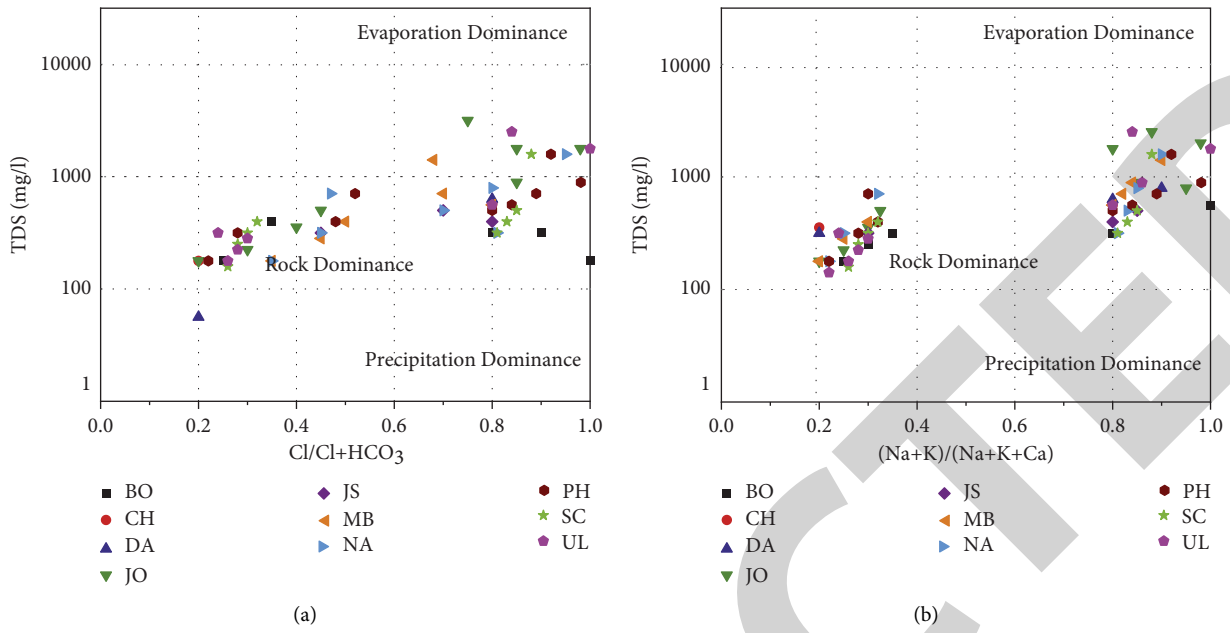 Evaporation Dominance
Rock Dominance
Precipitation Dominance
TDS (mg/l)
10000
1000
100
1
0.0 0.2 0.4 0.6 0.8 1.0
Cl/Cl+HCO3
BO JS PH
CH MB SC
DA NA UL
JO
(a)
Evaporation Dominance
Rock Dominance
Precipitation Dominance
TDS (mg/l)
10000
1000
100
1
0.0 0.2 0.4 0.6 0.8 1.0
(Na+K)/(Na+K+Ca)
BO JS PH
CH MB SC
DA NA UL
JO
(b)